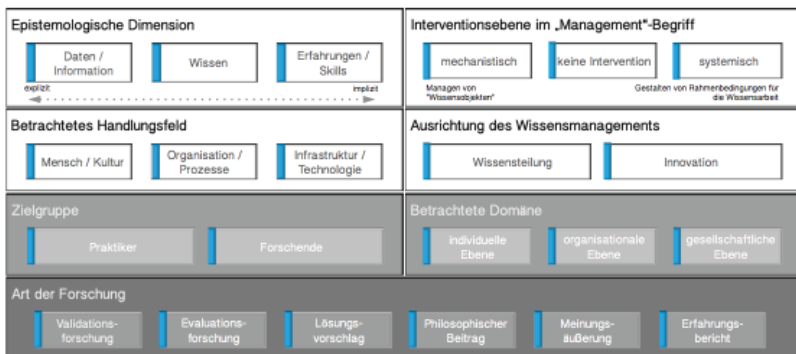 Epistemologische Dimension
Daten /
Information
Wissen
Erfahrungen /
Skills
explizit
implizit
Interventionsebene im „Management"-Begriff
mechanistisch
keine Intervention
systemisch
Managen von
"Wissensobjekten"
Gestalten von Rahmenbedingungen für
die Wissensarbeit
Betrachtetes Handlungsfeld
Mensch / Kultur
Organisation /
Prozesse
Infrastruktur /
Technologie
Ausrichtung des Wissensmanagements
Wissensteilung
Innovation
Zielgruppe
Praktiker
Forschende
Betrachtete Domäne
individuelle
Ebene
organisationale
Ebene
gesellschaftliche
Ebene
Art der Forschung
Validations-
forschung
Evaluations-
forschung
Lösungs-
vorschlag
Philosophischer
Beitrag
Meinungs-
äußerung
Erfahrungs-
bericht